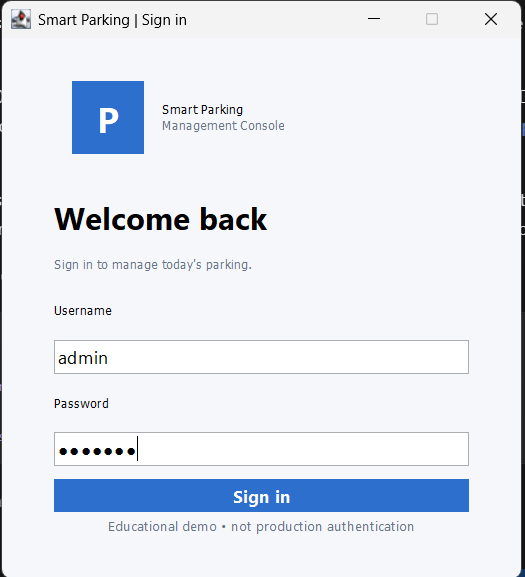 Smart Parking | Sign in
P
Smart Parking
Management Console
Welcome back
Sign in to manage today's parking.
Username
admin
Password
•••••••
Sign in
Educational demo • not production authentication